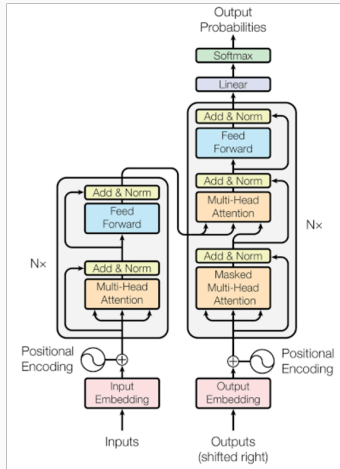 Output
Probabilities
Softmax
Linear
Add & Norm
Feed
Forward
Add & Norm
Multi-Head
Attention
Add & Norm
Masked
Multi-Head
Attention
Nx
Positional
Encoding
Output
Embedding
Outputs
(shifted right)
Add & Norm
Feed
Forward
Add & Norm
Multi-Head
Attention
Nx
Positional
Encoding
Input
Embedding
Inputs